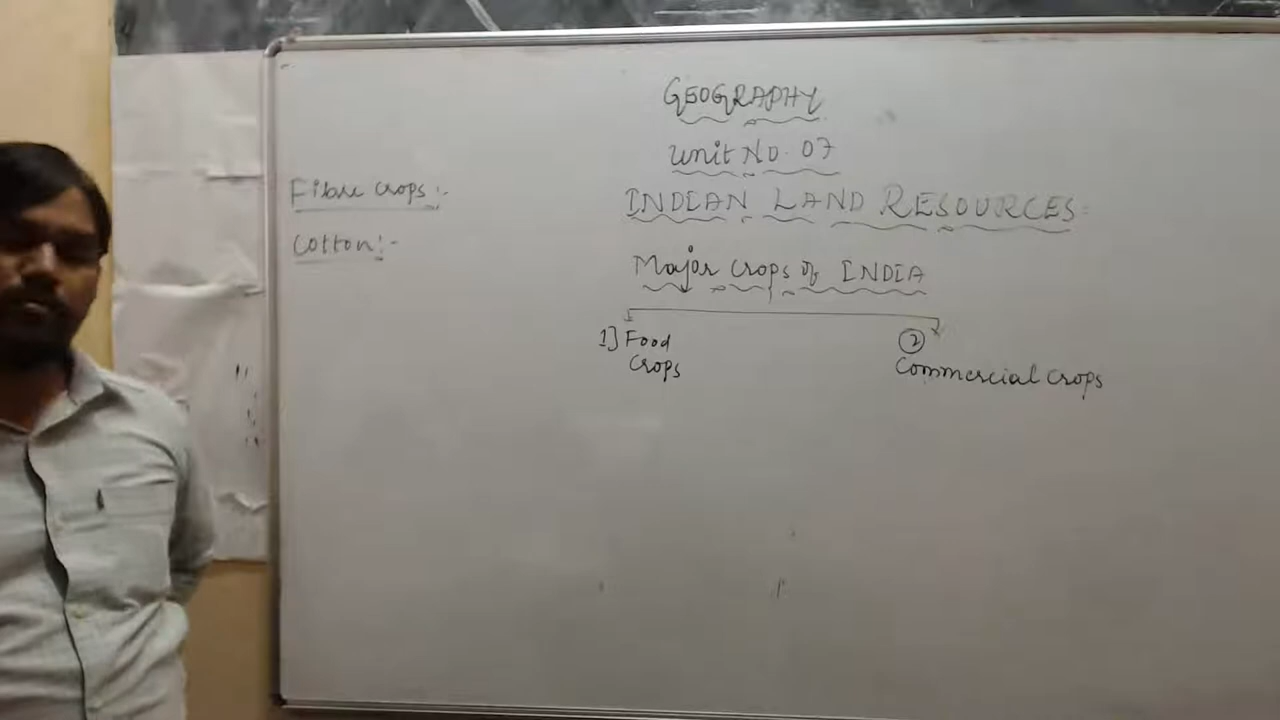 GEOGRAPHY
Unit No. 07
INDIAN LAND RESOURCES
Major crops of INDIA
1] Food
Crops
2
Commercial crops
Fibre crops :-
Cotton :-